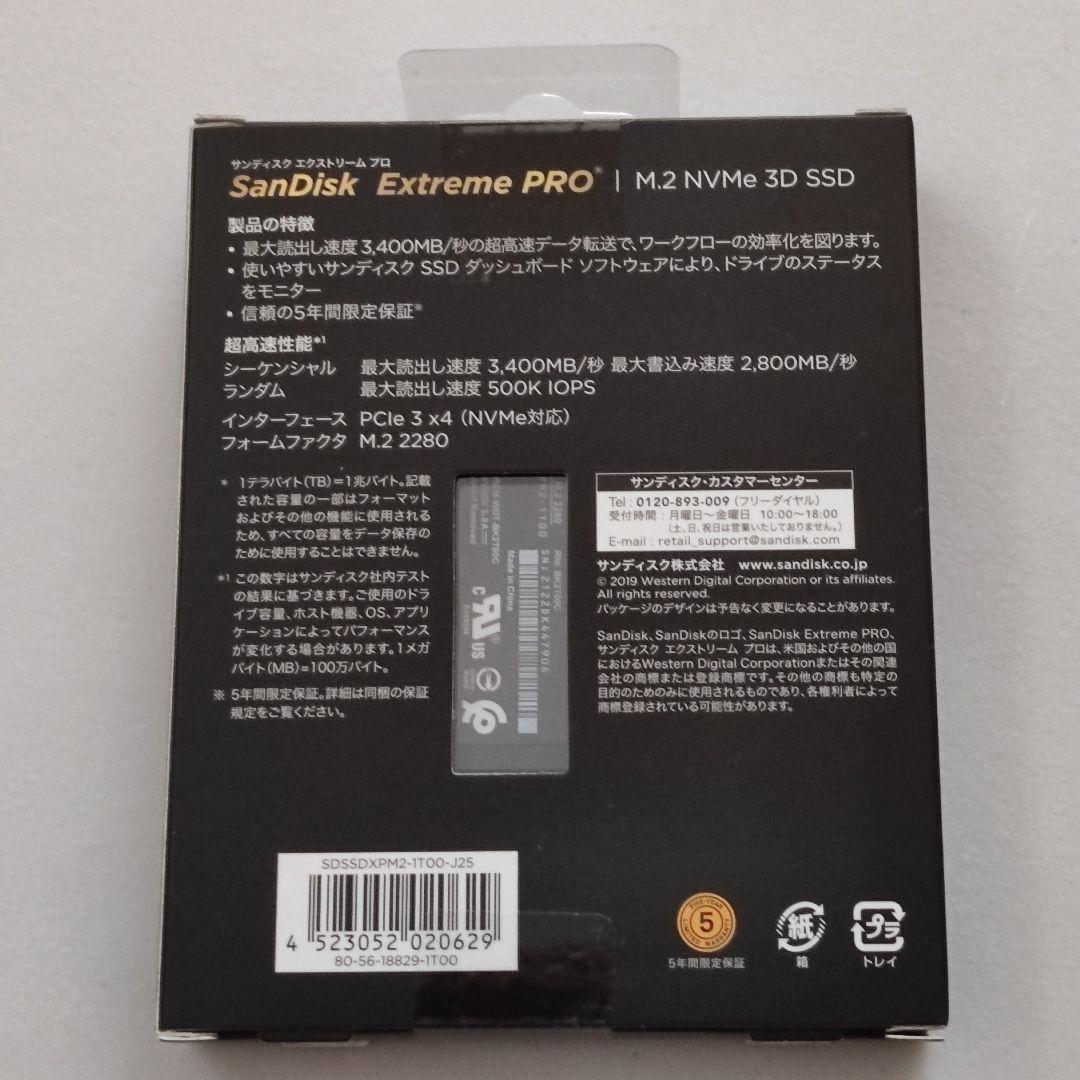 サンディスク エクストリーム プロ
SanDisk Extreme PRO® | M.2 NVMe 3D SSD
製品の特徴
• 最大読出し速度 3,400MB/秒の超高速データ転送で、ワークフローの効率化を図ります。
• 使いやすいサンディスク SSD ダッシュボード ソフトウェアにより、ドライブのステータス
をモニター
• 信頼の5年間限定保証※
超高速性能*1
シーケンシャル 最大読出し速度 3,400MB/秒 最大書込み速度 2,800MB/秒
ランダム 最大読出し速度 500K IOPS
インターフェース PCIe 3 x4 (NVMe対応)
フォームファクタ M.2 2280
* 1テラバイト(TB)=1兆バイト。記載
された容量の一部はフォーマット
およびその他の機能に使用される
ため、すべての容量をデータ保存の
ために使用することはできません。
*1 この数字はサンディスク社内テスト
の結果に基づきます。ご使用のドラ
イブ容量、ホスト機器、OS、アプリ
ケーションによってパフォーマンス
が変化する場合があります。1メガ
バイト(MB)=100万バイト。
※ 5年間限定保証。詳細は同梱の保証
規定をご覧ください。
Made in China
SN: 2122DK447906
サンディスク・カスタマーセンター
Tel : 0120-893-009 (フリーダイヤル)
受付時間 : 月曜日～金曜日 10:00～18:00
(土、日、祝日は営業いたしておりません。)
E-mail : retail_support@sandisk.com
サンディスク株式会社 www.sandisk.co.jp
© 2019 Western Digital Corporation or its affiliates.
All rights reserved.
パッケージのデザインは予告なく変更になることがあります。
SanDisk、SanDiskのロゴ、SanDisk Extreme PRO、
サンディスク エクストリーム プロは、米国およびその他の国
におけるWestern Digital Corporationまたはその関連
会社の商標または登録商標です。その他の商標も特定の
目的のためのみに使用されるものであり、各権利者によって
商標登録されている可能性があります。
SDSSDXPM2-1T00-J25
4 523052 020629
80-56-18829-1T00
FIVE-YEAR
5
LIMITED WARRANTY
5年間限定保証
紙
箱
プラ
トレイ